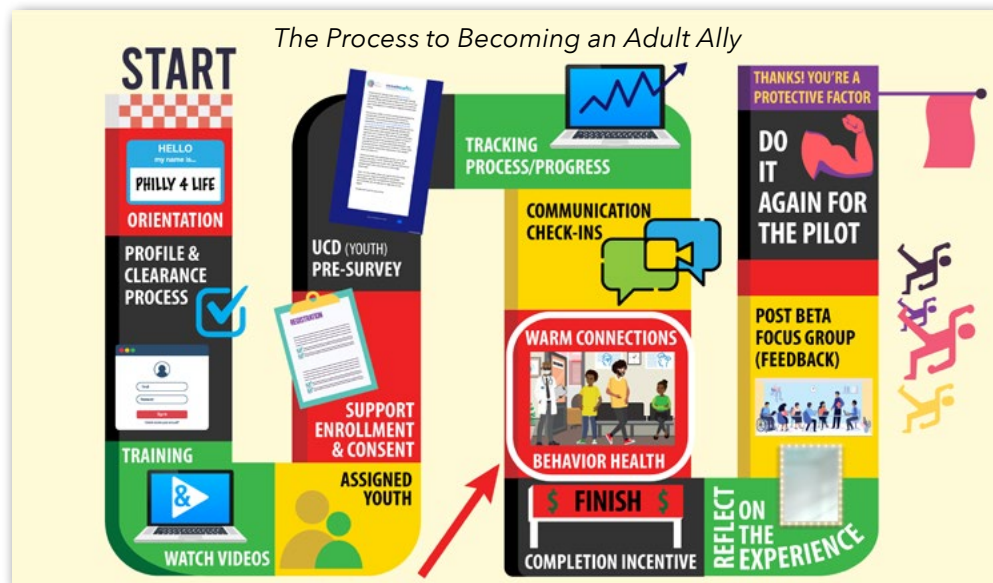 The Process to Becoming an Adult Ally
START
HELLO
my name is...
PHILLY 4 LIFE
ORIENTATION
PROFILE &
CLEARANCE
PROCESS
TRAINING
&
WATCH VIDEOS
ASSIGNED
YOUTH
SUPPORT
ENROLLMENT
& CONSENT
REGISTRATION
UCD (YOUTH)
PRE-SURVEY
TRACKING
PROCESS/PROGRESS
COMMUNICATION
CHECK-INS
WARM CONNECTIONS
BEHAVIOR HEALTH
$ FINISH $
COMPLETION INCENTIVE
REFLECT
ON
THE
EXPERIENCE
POST BETA
FOCUS GROUP
(FEEDBACK)
DO
IT
AGAIN FOR
THE PILOT
THANKS! YOU'RE A
PROTECTIVE FACTOR